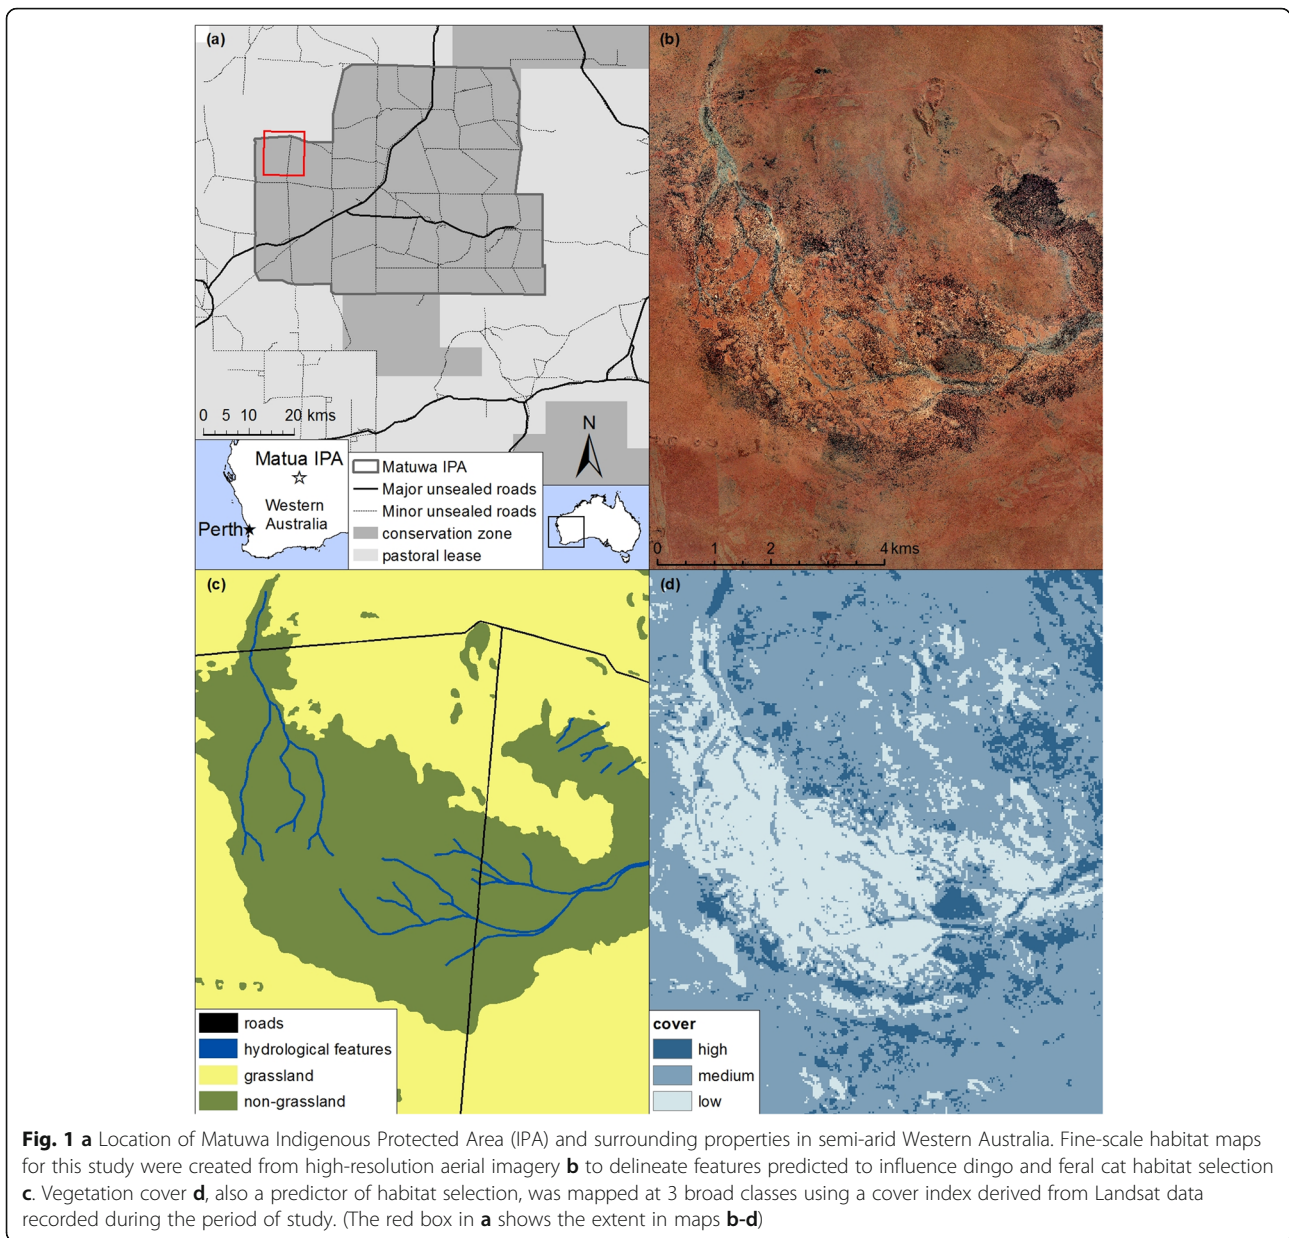 (a)
0 5 10 20 kms
N
Matua IPA
Western
Australia
Perth
Matuwa IPA
Major unsealed roads
Minor unsealed roads
conservation zone
pastoral lease
(b)
0 1 2 4 kms
(c)
roads
hydrological features
grassland
non-grassland
(d)
cover
high
medium
low
Fig. 1 a Location of Matuwa Indigenous Protected Area (IPA) and surrounding properties in semi-arid Western Australia. Fine-scale habitat maps
for this study were created from high-resolution aerial imagery b to delineate features predicted to influence dingo and feral cat habitat selection
c. Vegetation cover d, also a predictor of habitat selection, was mapped at 3 broad classes using a cover index derived from Landsat data
recorded during the period of study. (The red box in a shows the extent in maps b-d)